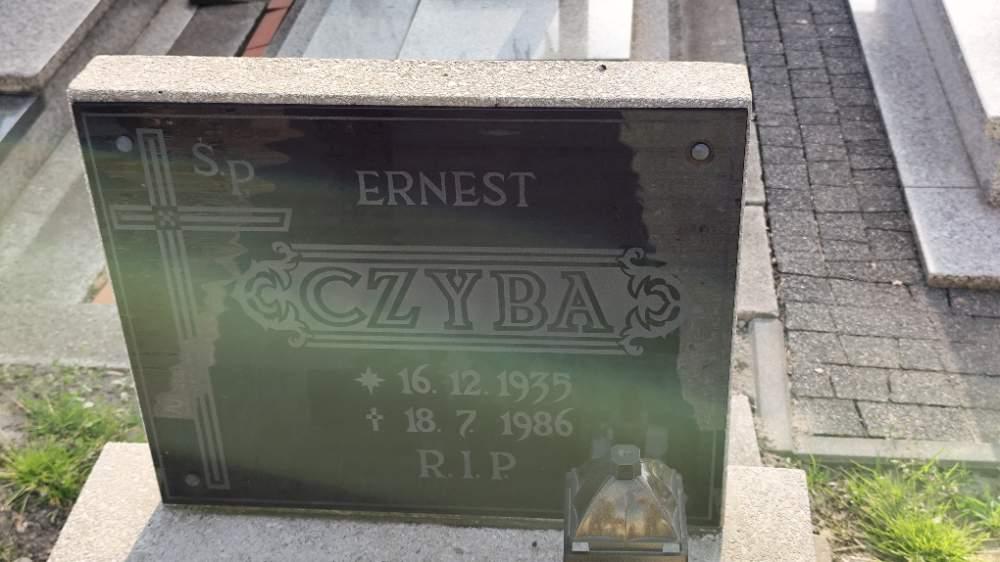 Ś.P.
ERNEST
CZYBA
16.12.1935
18.7.1986
R.I.P.